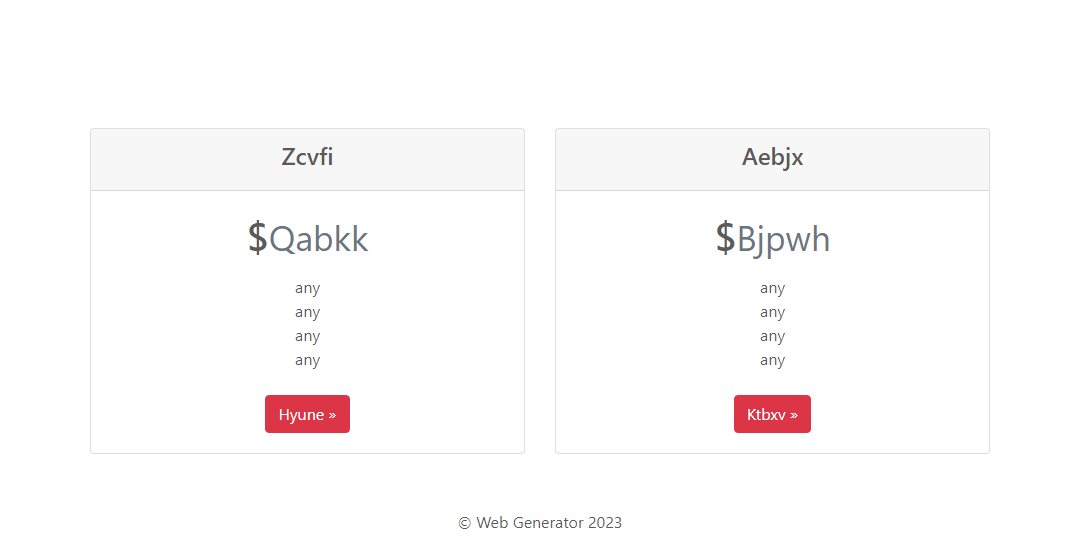 Zcvfi
$Qabkk
any
any
any
any
Hyune »
Aebjx
$Bjpwh
any
any
any
any
Ktbxv »
© Web Generator 2023